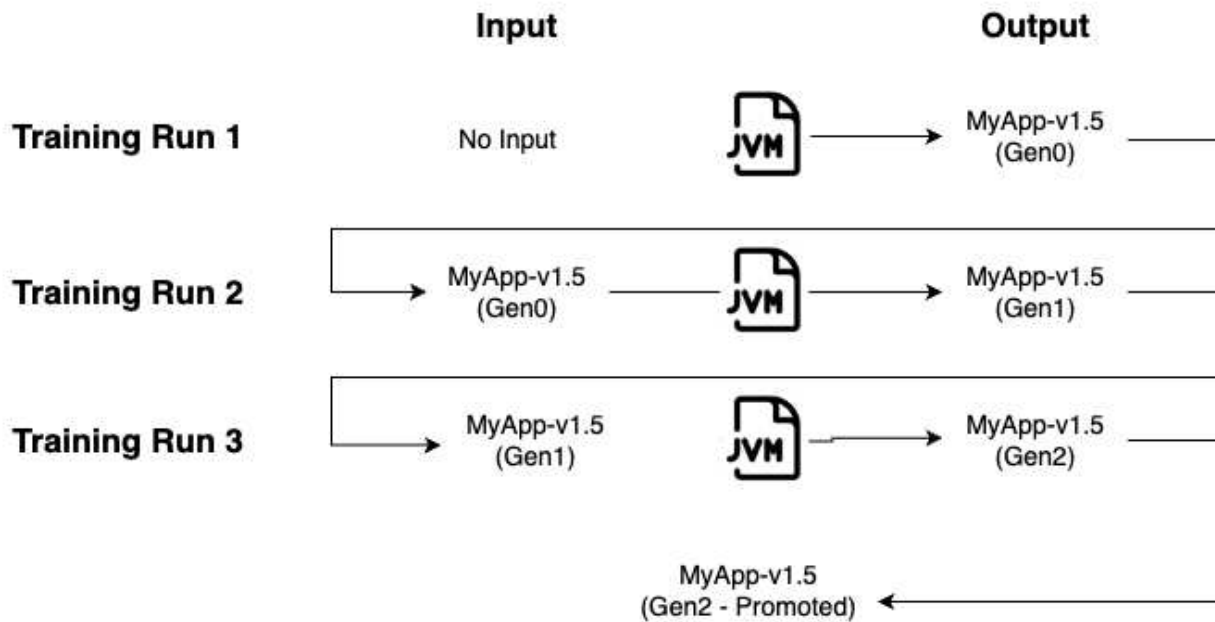 Input
Output
Training Run 1
No Input
JVM
MyApp-v1.5
(Gen0)
Training Run 2
MyApp-v1.5
(Gen0)
JVM
MyApp-v1.5
(Gen1)
Training Run 3
MyApp-v1.5
(Gen1)
JVM
MyApp-v1.5
(Gen2)
MyApp-v1.5
(Gen2 - Promoted)